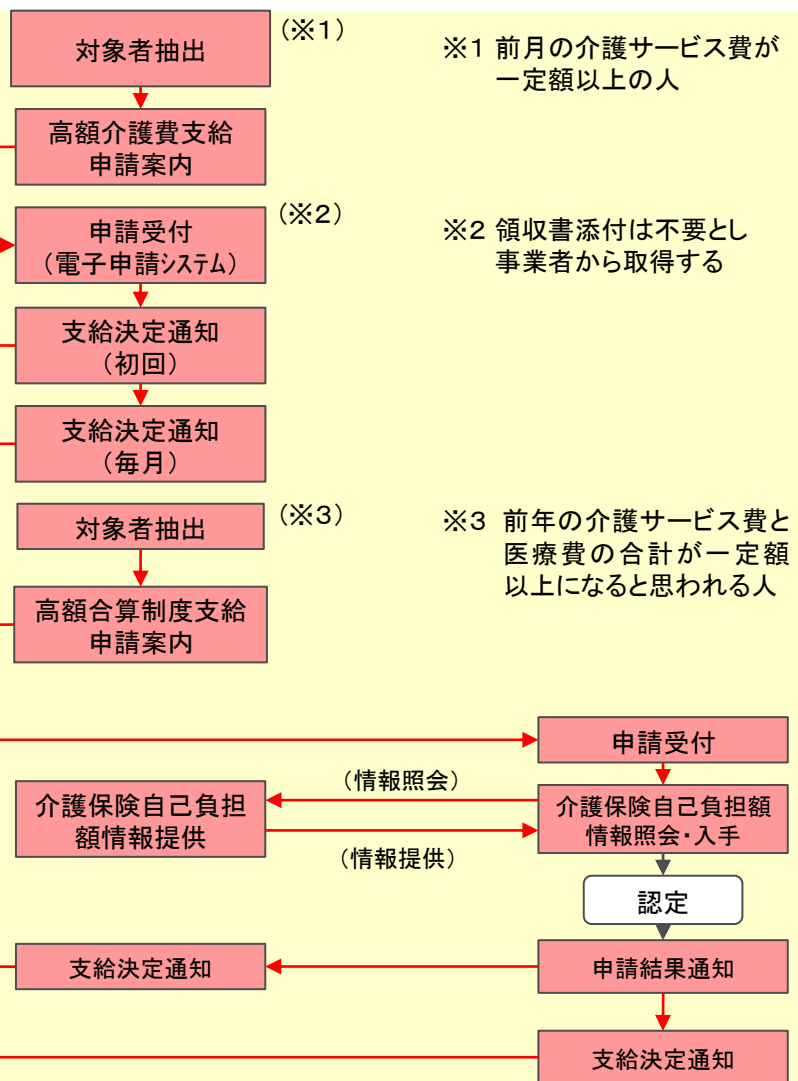 対象者抽出
(※1)
※1 前月の介護サービス費が
一定額以上の人
高額介護費支給
申請案内
申請受付
(電子申請システム)
(※2)
※2 領収書添付は不要とし
事業者から取得する
支給決定通知
(初回)
支給決定通知
(毎月)
対象者抽出
(※3)
※3 前年の介護サービス費と
医療費の合計が一定額
以上になると思われる人
高額合算制度支給
申請案内
申請受付
(情報照会)
介護保険自己負担
額情報提供
介護保険自己負担額
情報照会・入手
(情報提供)
認定
支給決定通知
申請結果通知
支給決定通知